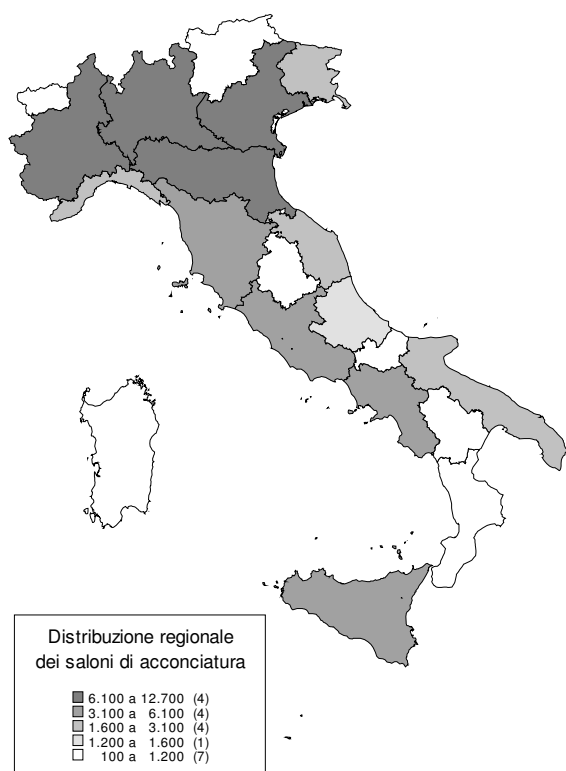 Distribuzione regionale
dei saloni di acconciatura
6.100 a 12.700 (4)
3.100 a 6.100 (4)
1.600 a 3.100 (4)
1.200 a 1.600 (1)
100 a 1.200 (7)